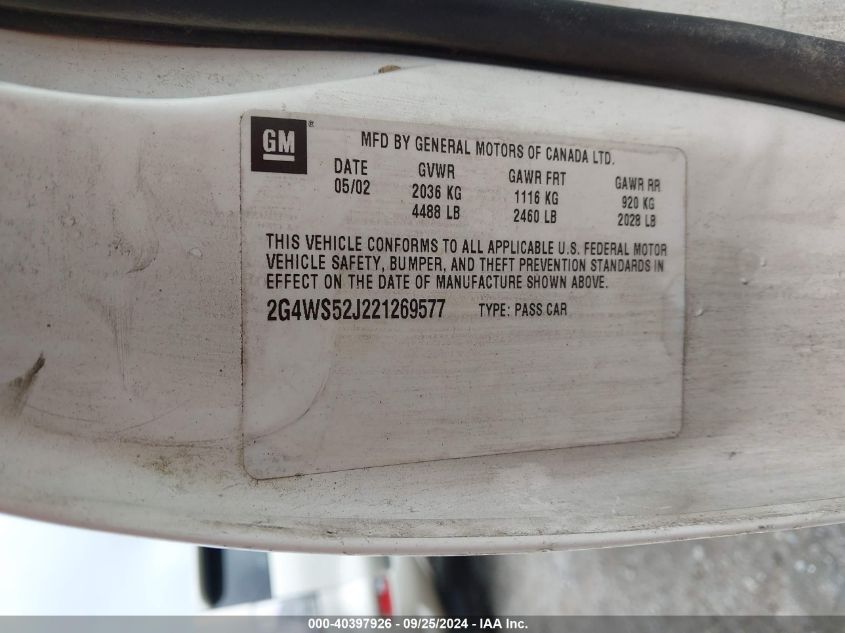 GM®
MFD BY GENERAL MOTORS OF CANADA LTD.
DATE GVWR GAWR FRT GAWR RR
05/02 2036 KG 1116 KG 920 KG
4488 LB 2460 LB 2028 LB
THIS VEHICLE CONFORMS TO ALL APPLICABLE U.S. FEDERAL MOTOR
VEHICLE SAFETY, BUMPER, AND THEFT PREVENTION STANDARDS IN
EFFECT ON THE DATE OF MANUFACTURE SHOWN ABOVE.
2G4WS52J221269577 TYPE: PASS CAR
000-40397926 - 09/25/2024 - IAA Inc.